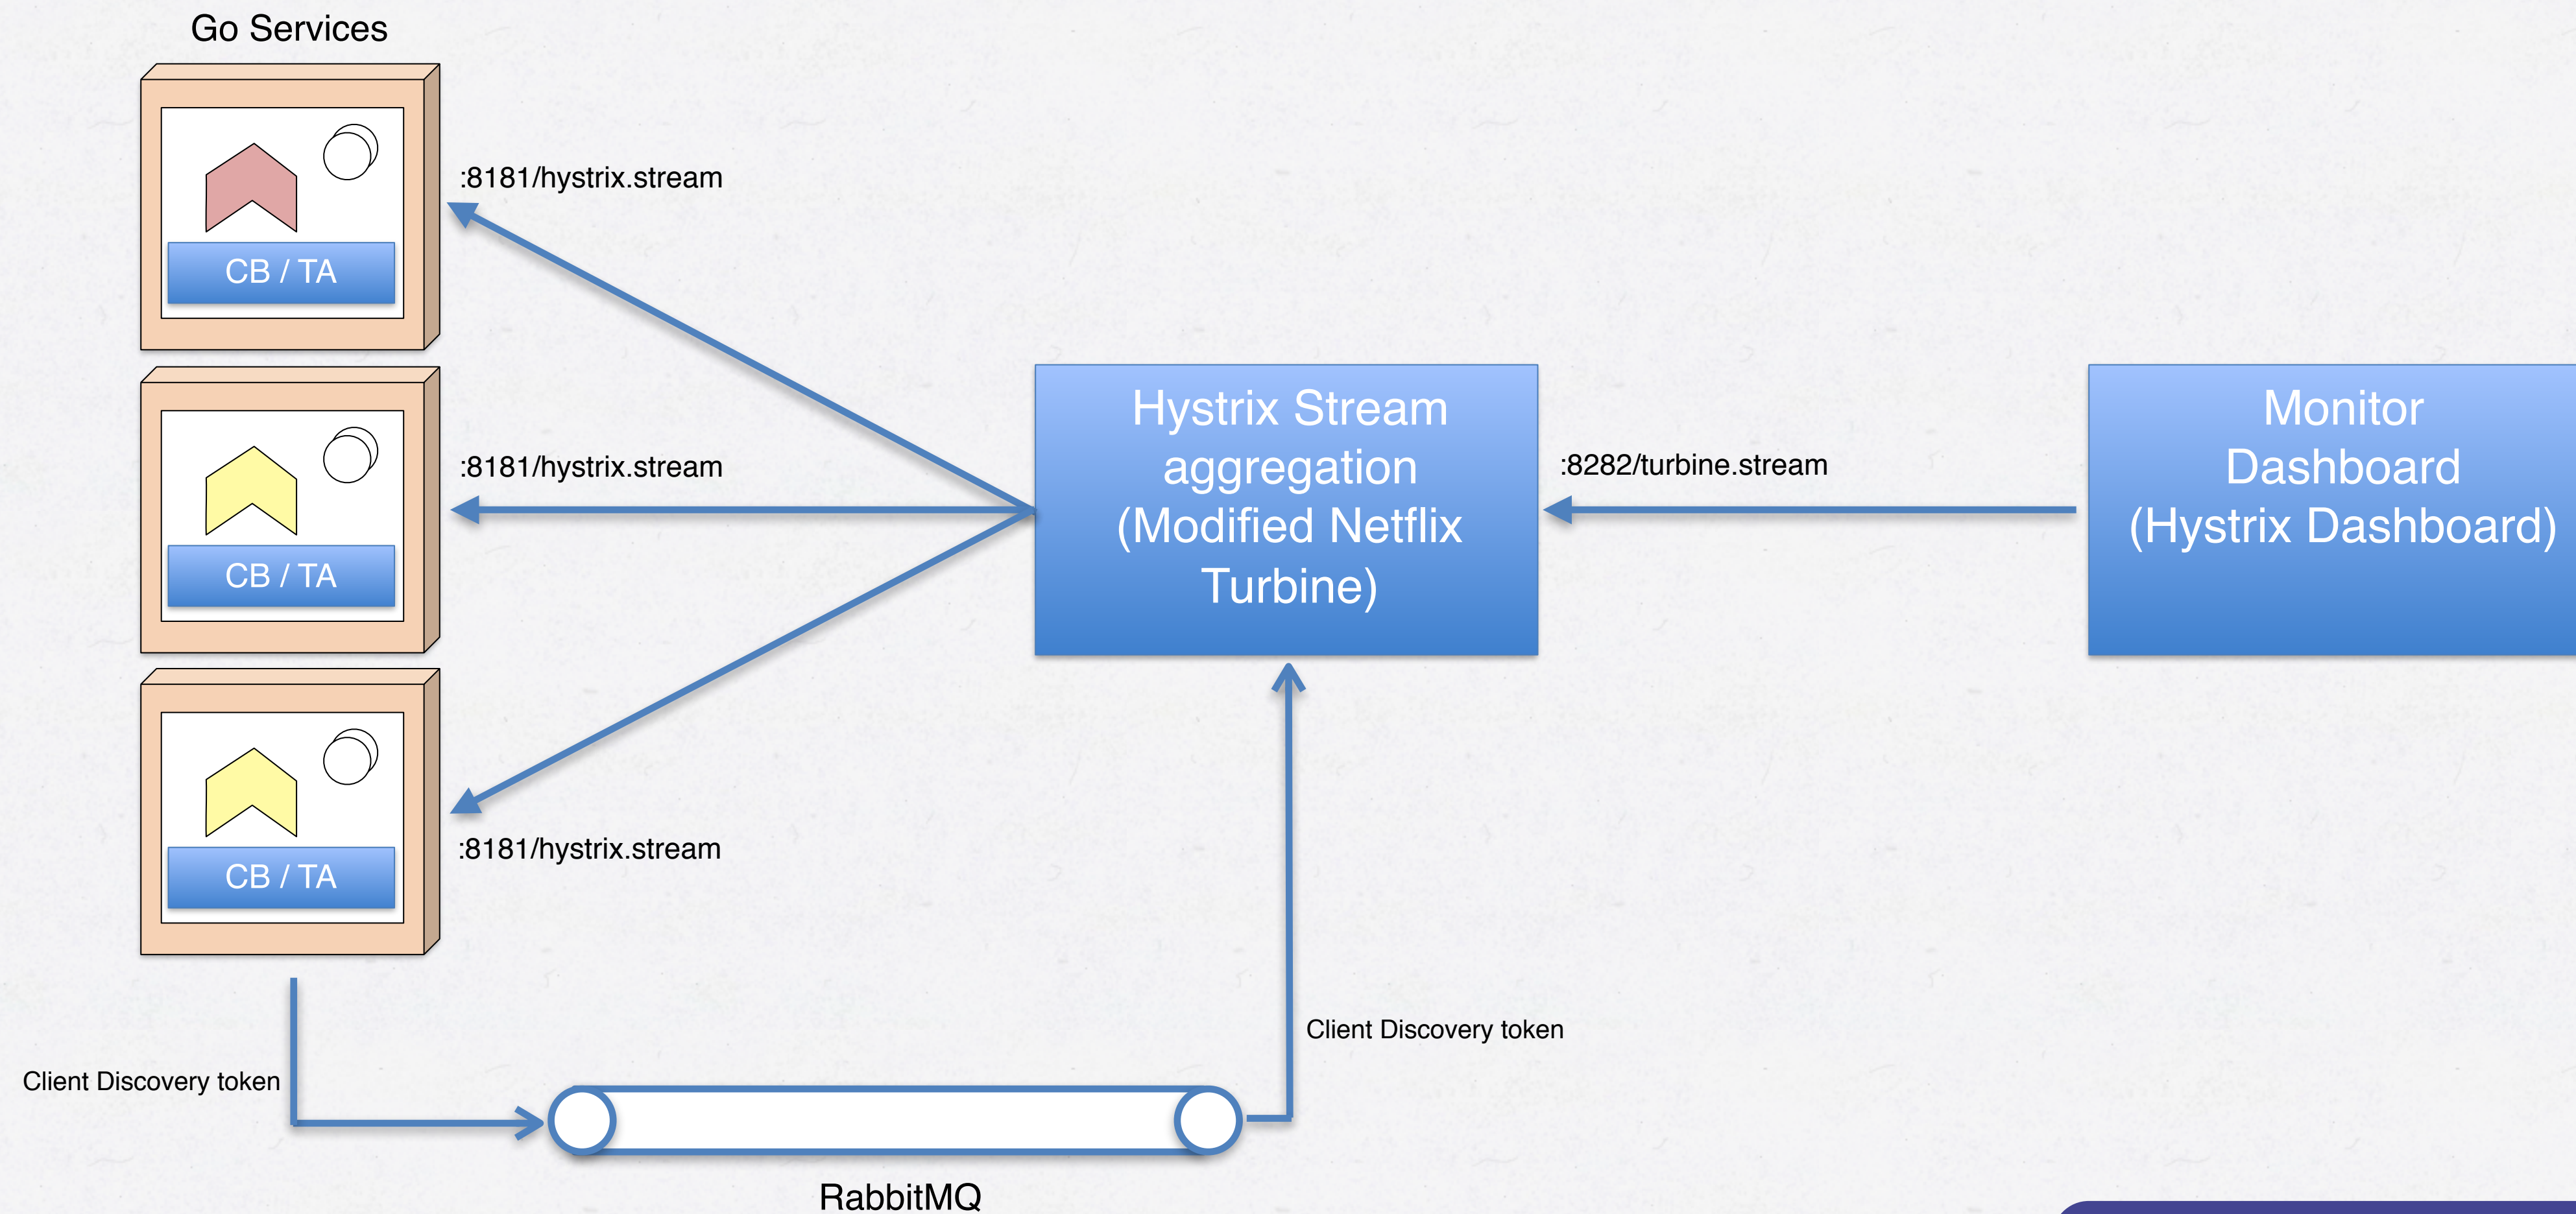 Go Services
:8181/hystrix.stream
CB / TA
:8181/hystrix.stream
CB / TA
:8181/hystrix.stream
CB / TA
Hystrix Stream
aggregation
(Modified Netflix
Turbine)
:8282/turbine.stream
Monitor
Dashboard
(Hystrix Dashboard)
Client Discovery token
Client Discovery token
RabbitMQ